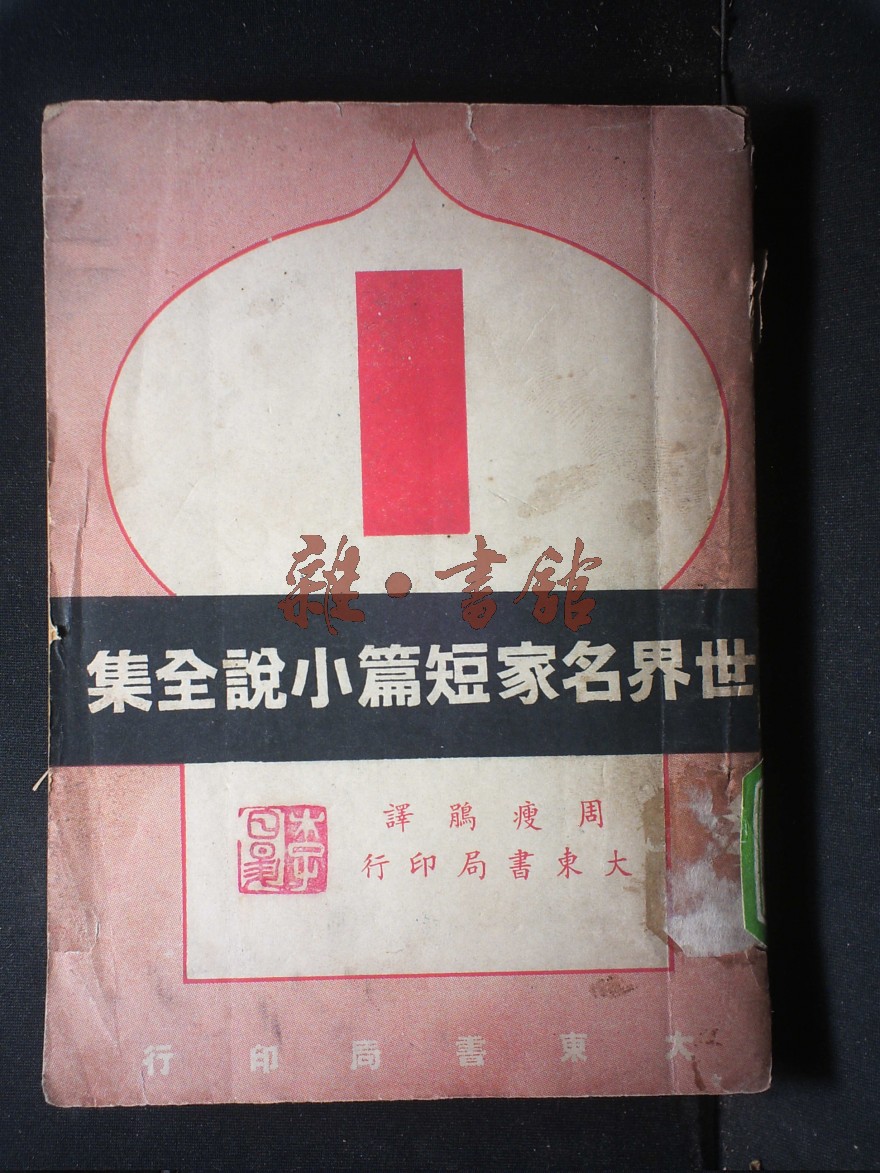 雜·書館
世界名家短篇小說全集
周瘦鵑譯
大東書局印行
大東書局印行